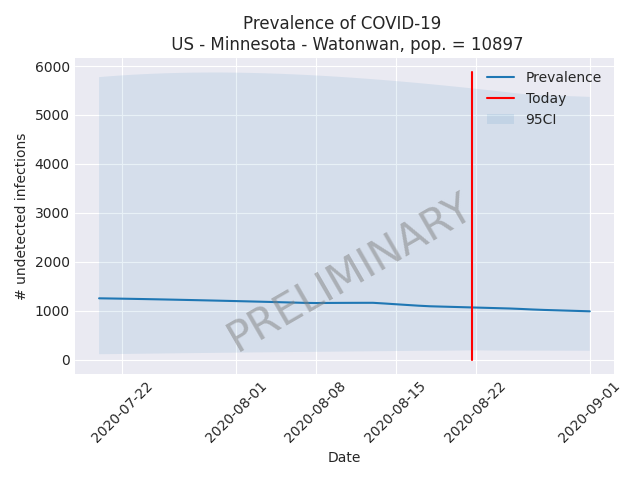 Prevalence of COVID-19
US - Minnesota - Watonwan, pop. = 10897
Prevalence
Today
95CI
6000
5000
4000
3000
2000
1000
0
# undetected infections
PRELIMINARY
2020-07-22
2020-08-01
2020-08-08
2020-08-15
2020-08-22
2020-09-01
Date